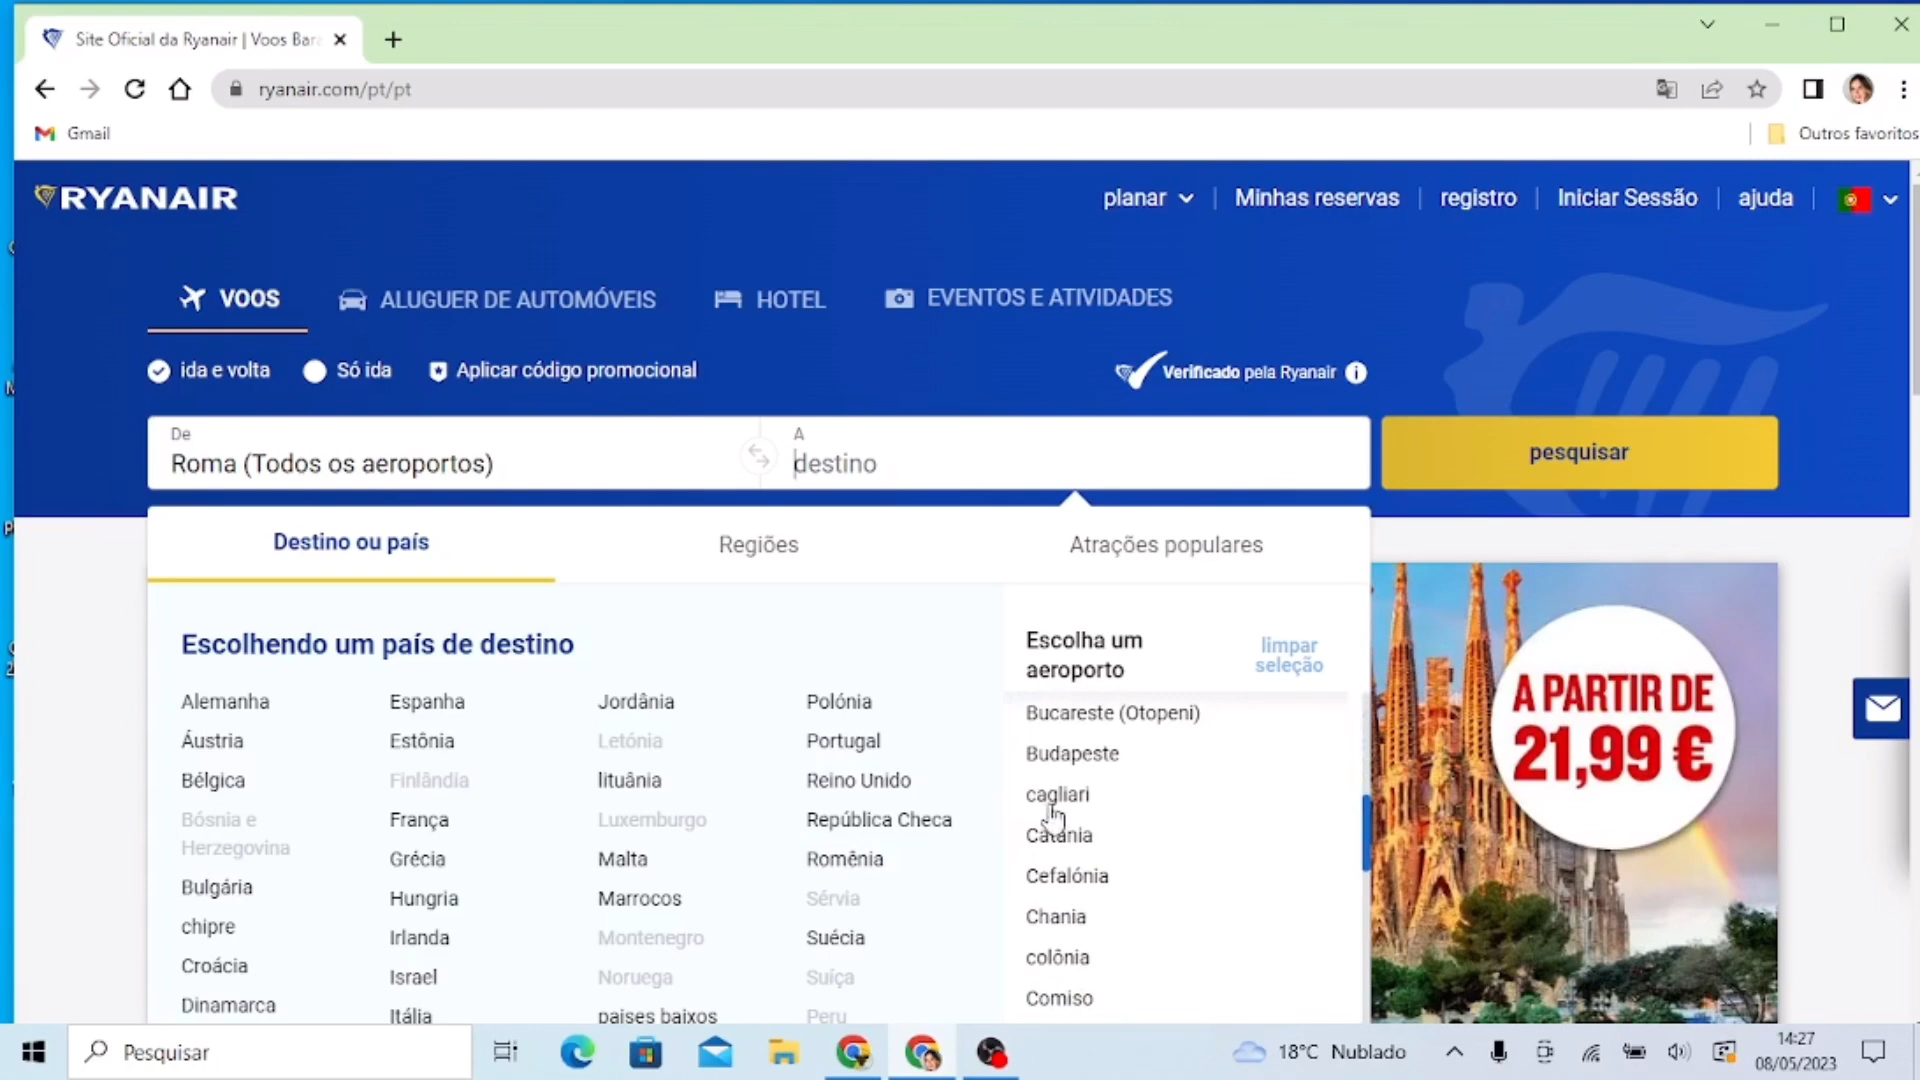 Site Oficial da Ryanair | Voos Bara
ryanair.com/pt/pt
Gmail
Outros favoritos
RYANAIR
planar
Minhas reservas
registro
Iniciar Sessão
ajuda
VOOS
ALUGUER DE AUTOMÓVEIS
HOTEL
EVENTOS E ATIVIDADES
ida e volta
Só ida
Aplicar código promocional
Verificado pela Ryanair
De
Roma (Todos os aeroportos)
A
destino
pesquisar
Destino ou país
Regiões
Atrações populares
Escolhendo um país de destino
Alemanha
Áustria
Bélgica
Bósnia e
Herzegovina
Bulgária
chipre
Croácia
Dinamarca
Espanha
Estônia
Finlândia
França
Grécia
Hungria
Irlanda
Israel
Itália
Jordânia
Letónia
lituânia
Luxemburgo
Malta
Marrocos
Montenegro
Noruega
paises baixos
Polónia
Portugal
Reino Unido
República Checa
Romênia
Sérvia
Suécia
Suíça
Peru
Escolha um
aeroporto
limpar
seleção
Bucareste (Otopeni)
Budapeste
cagliari
Catania
Cefalónia
Chania
colônia
Comiso
A PARTIR DE
21,99 €
Pesquisar
18°C Nublado
14:27
08/05/2023